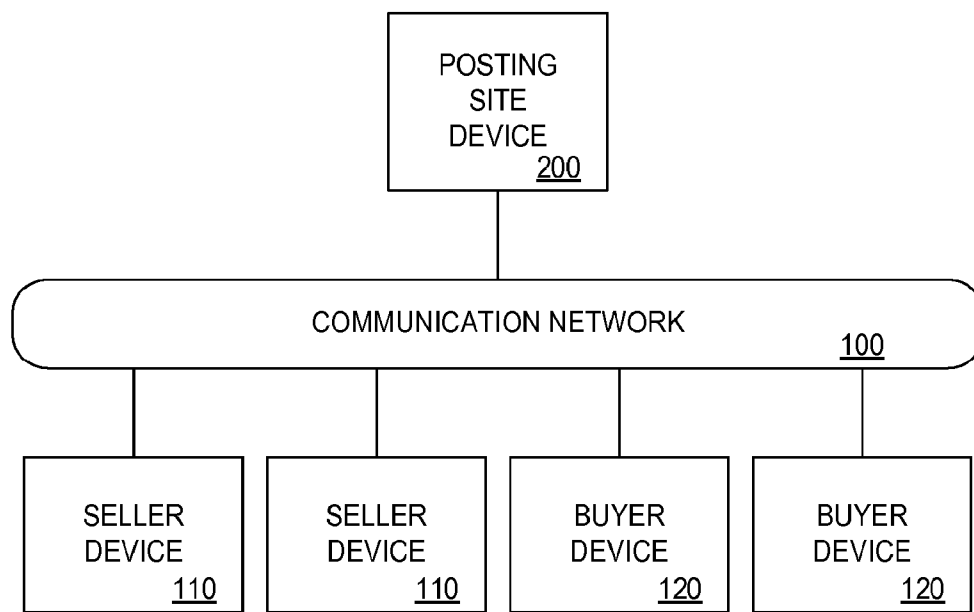 POSTING
SITE
DEVICE
200
COMMUNICATION NETWORK
100
SELLER
DEVICE
110
SELLER
DEVICE
110
BUYER
DEVICE
120
BUYER
DEVICE
120